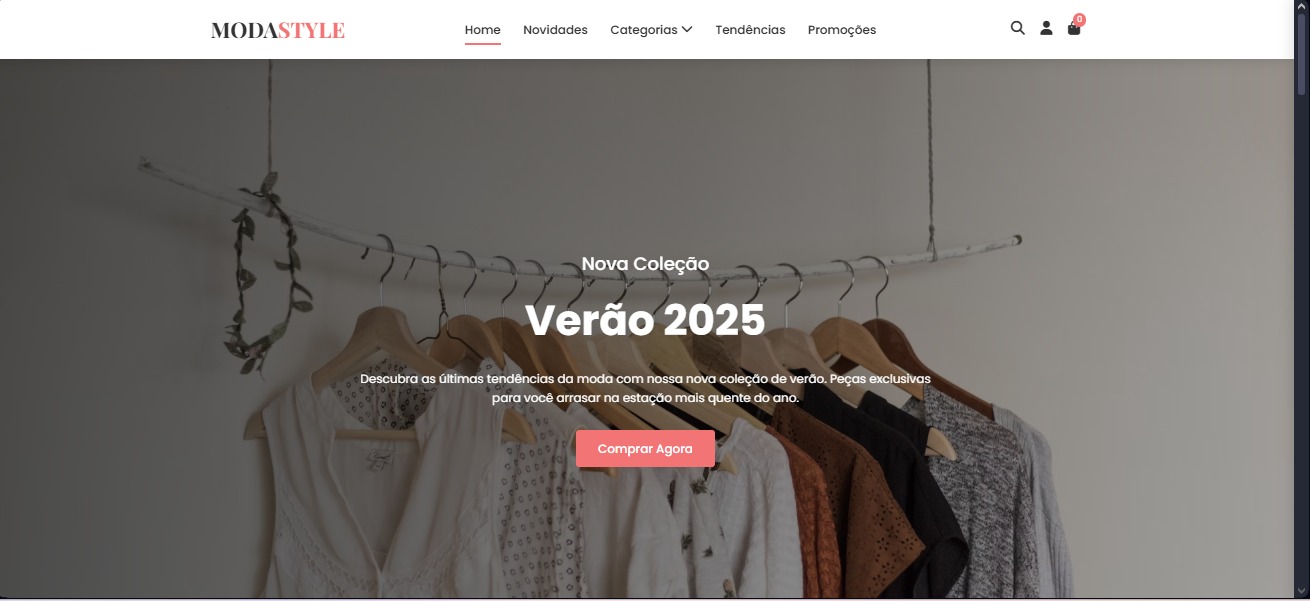 MODASTYLE
Home Novidades Categorias Tendências Promoções
0
Nova Coleção
Verão 2025
Descubra as últimas tendências da moda com nossa nova coleção de verão. Peças exclusivas
para você arrasar na estação mais quente do ano.
Comprar Agora